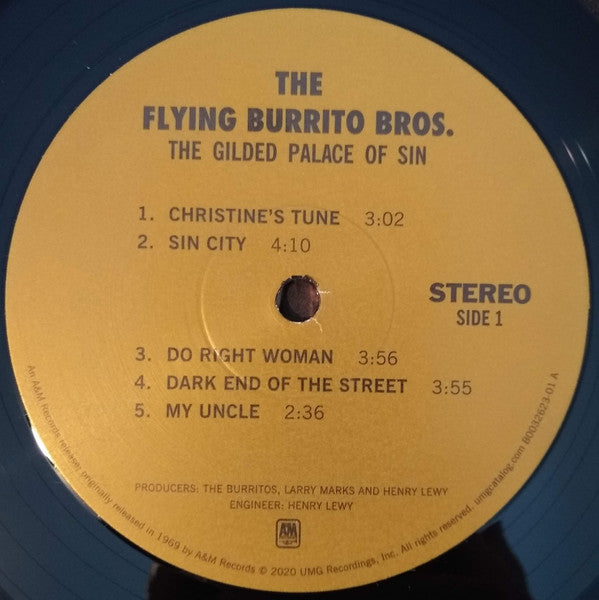 THE
FLYING BURRITO BROS.
THE GILDED PALACE OF SIN
1. CHRISTINE'S TUNE 3:02
2. SIN CITY 4:10
STEREO
SIDE 1
3. DO RIGHT WOMAN 3:56
4. DARK END OF THE STREET 3:55
5. MY UNCLE 2:36
PRODUCERS: THE BURRITOS, LARRY MARKS AND HENRY LEWY
ENGINEER: HENRY LEWY
A&M
An A&M Records release; originally released in 1969 by A&M Records © 2020 UMG Recordings, Inc. All rights reserved. umgcatalog.com B0032623-01 A